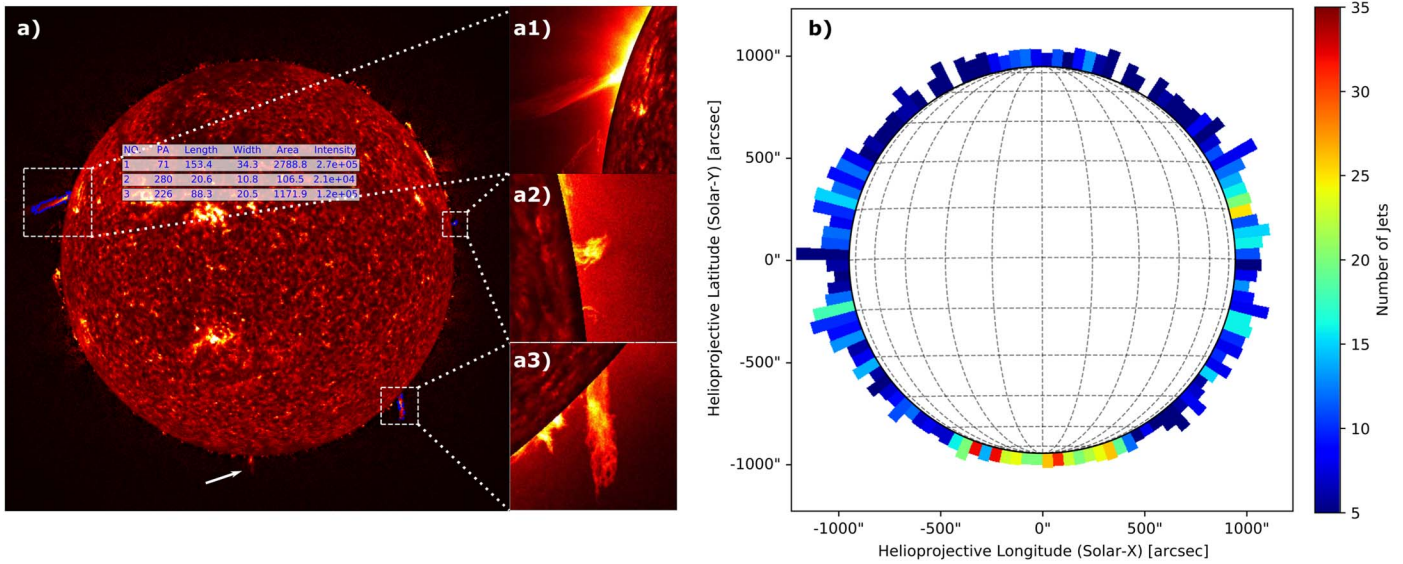 a)
NO. PA Length Width Area Intensity
1 71 153.4 34.3 2788.8 2.7e+05
2 280 20.6 10.8 106.5 2.1e+04
3 226 88.3 20.5 1171.9 1.2e+05
a1)
a2)
a3)
b)
Helioprojective Latitude (Solar-Y) [arcsec]
1000"
500"
0"
-500"
-1000"
-1000" -500" 0" 500" 1000"
Helioprojective Longitude (Solar-X) [arcsec]
35
30
25
20
15
10
5
Number of Jets